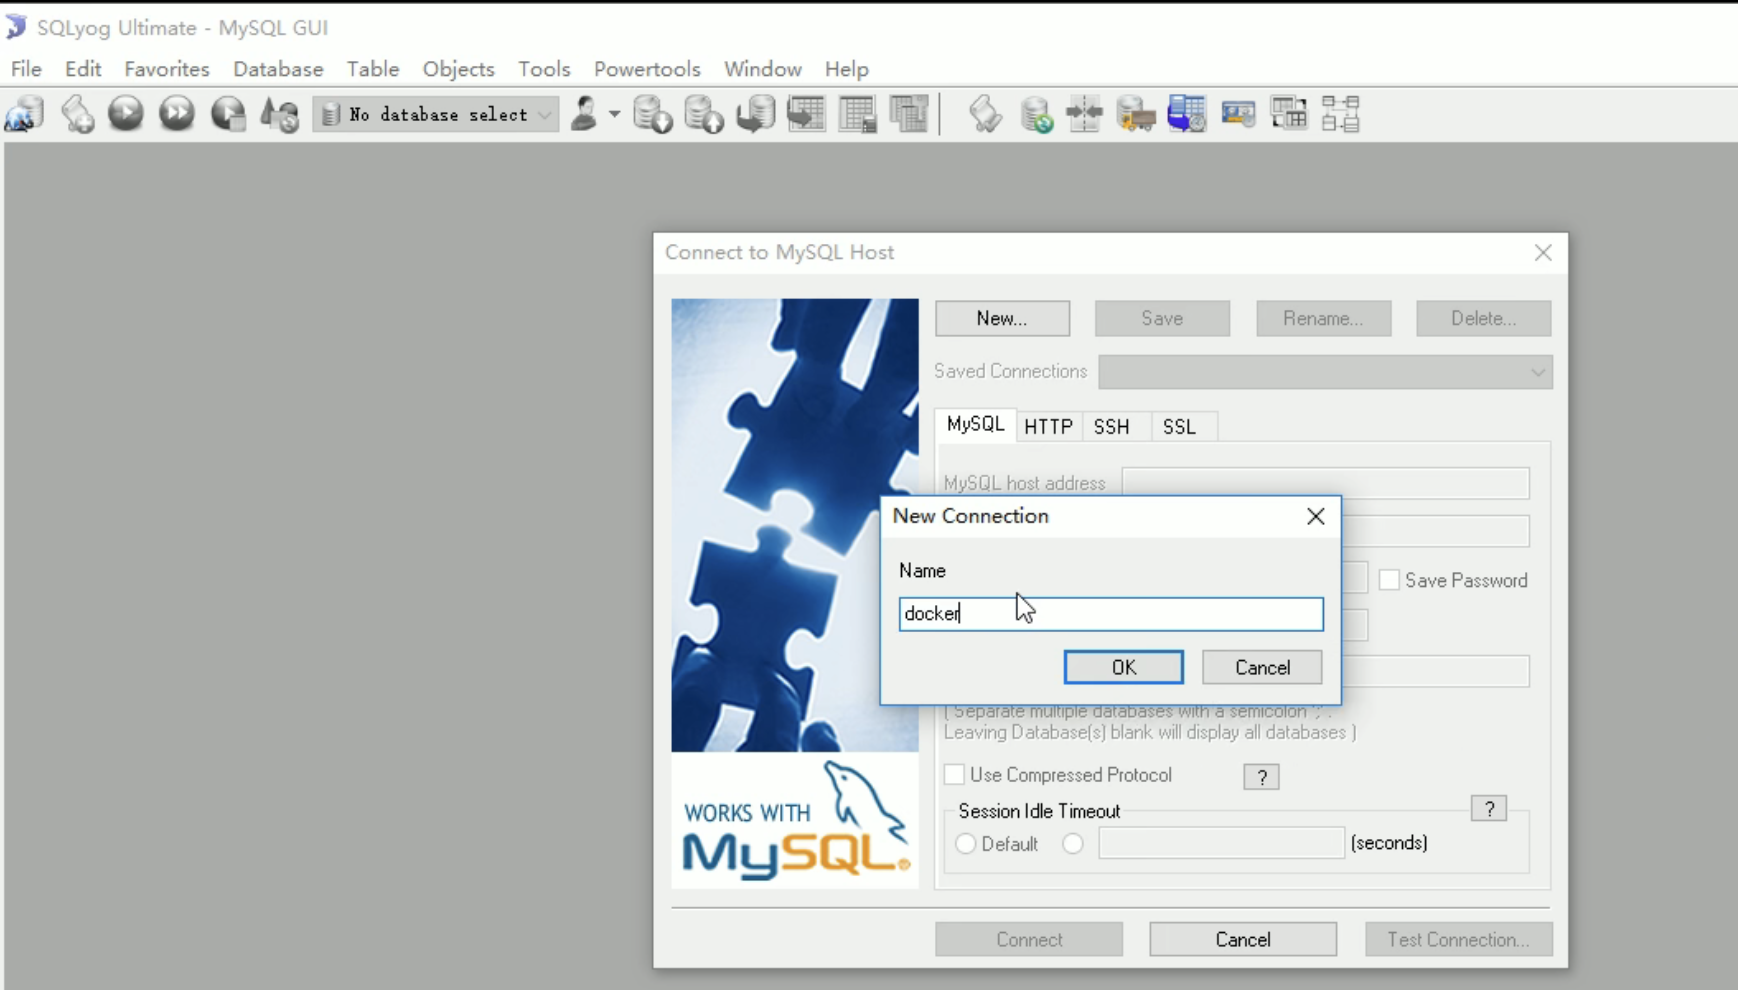 SQLyog Ultimate - MySQL GUI
File Edit Favorites Database Table Objects Tools Powertools Window Help
No database select
Connect to MySQL Host
New... Save Rename... Delete...
Saved Connections
MySQL HTTP SSH SSL
MySQL host address
New Connection
Name
Save Password
docker
OK Cancel
( Separate multiple databases with a semicolon ';'.
Leaving Database(s) blank will display all databases )
Use Compressed Protocol ?
Session Idle Timeout ?
Default (seconds)
WORKS WITH
MySQL
Connect Cancel Test Connection...